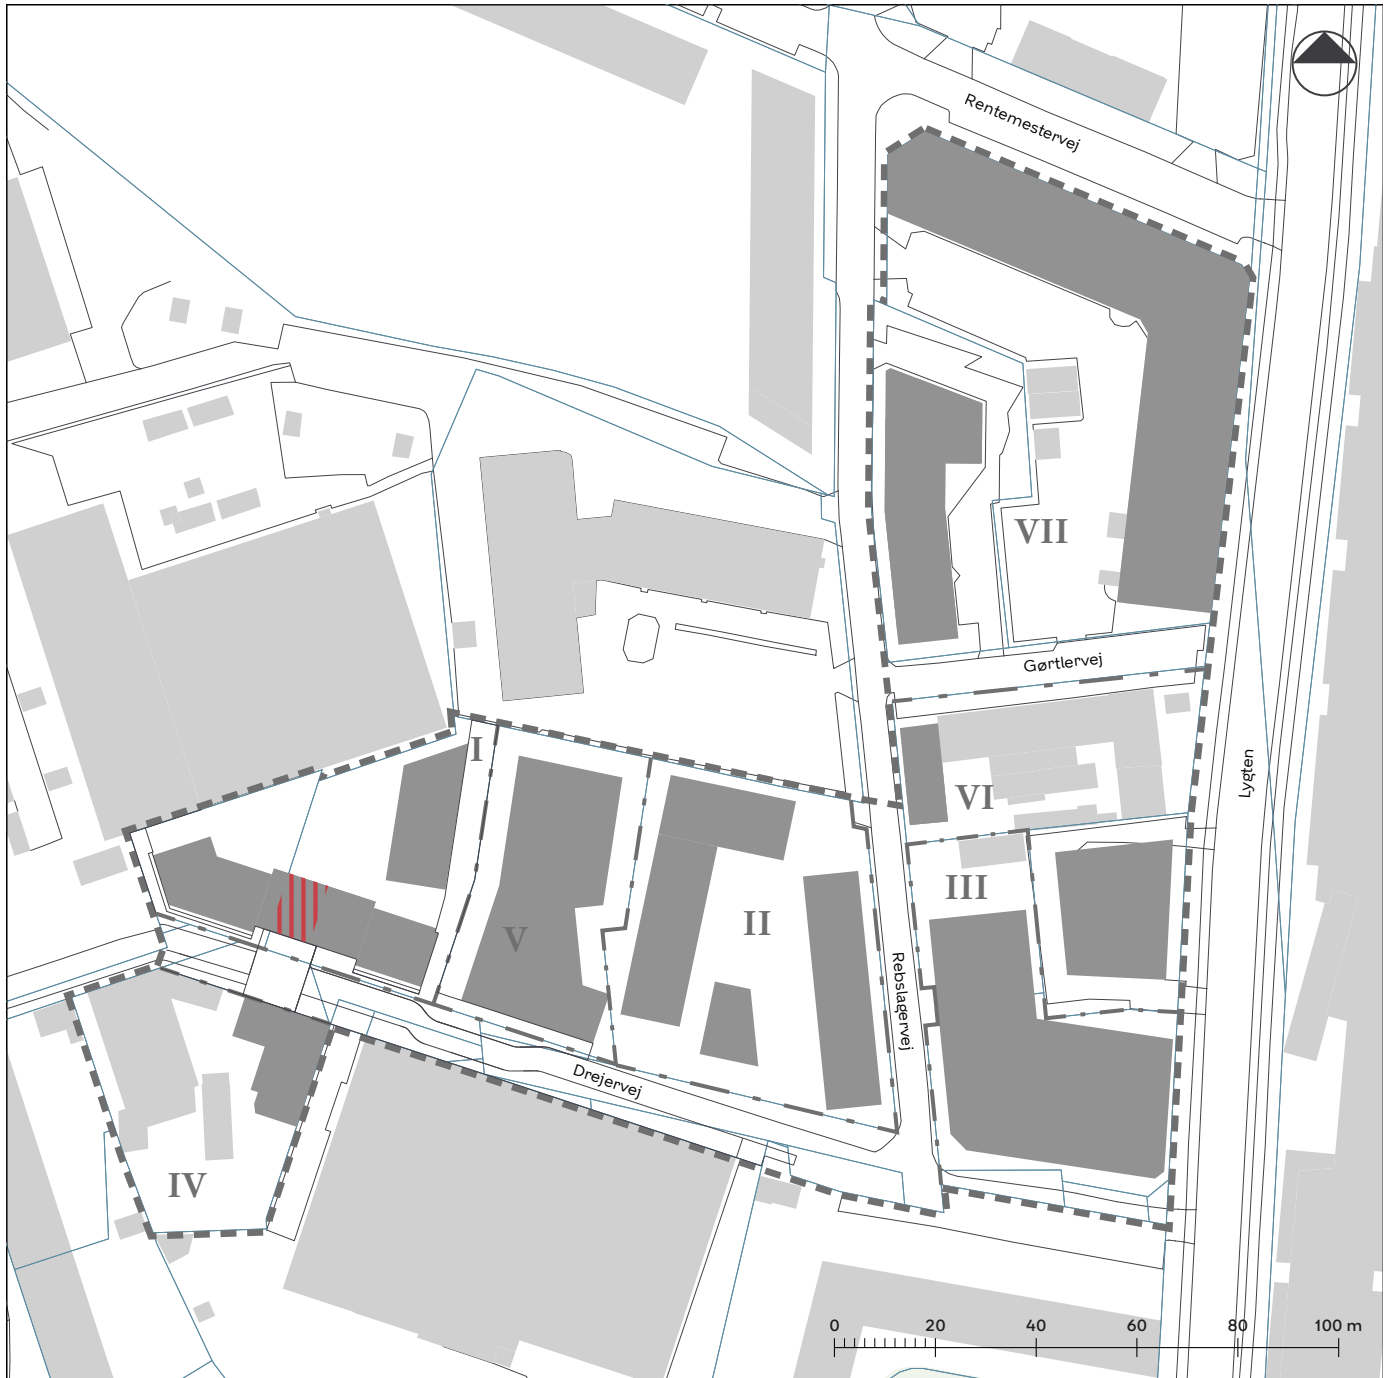 Rentemestervej
VII
Gørtlervej
I
Lygten
VI
III
II
V
Rebslagervej
Drejervej
IV
0 20 40 60 80 100 m